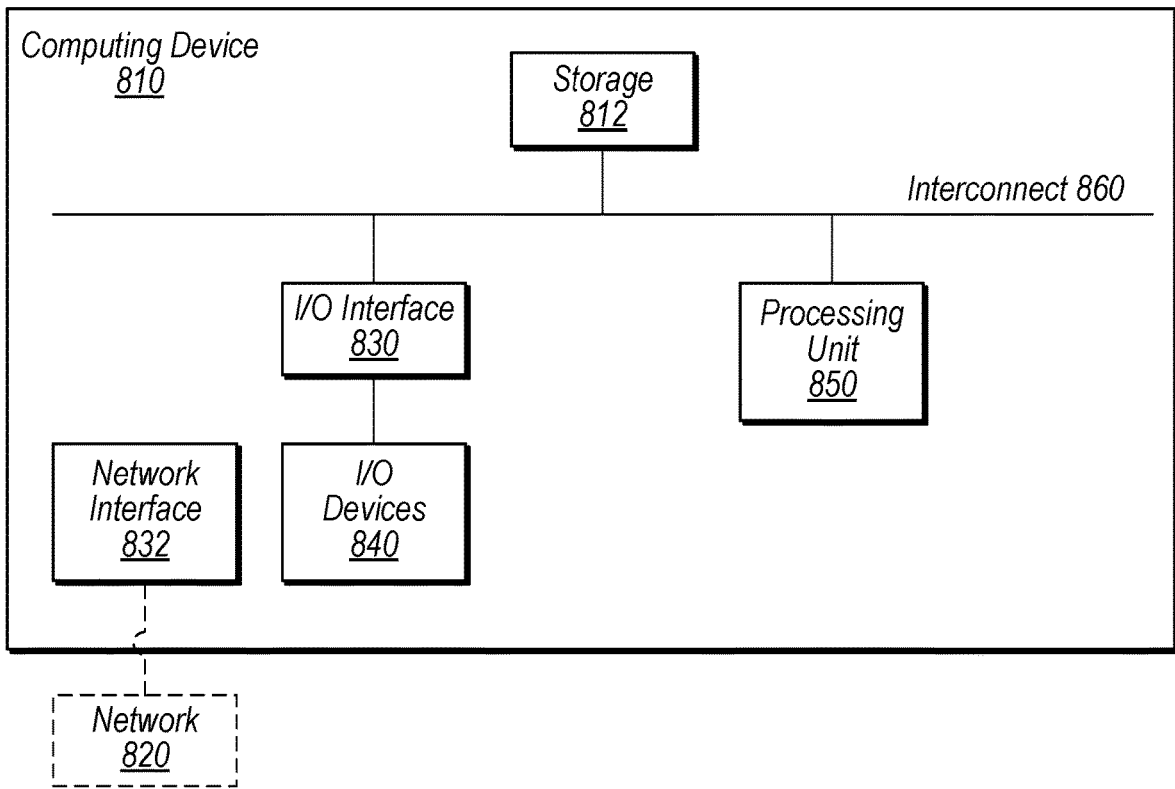 Computing Device
810
Storage
812
Interconnect 860
I/O Interface
830
Processing
Unit
850
Network
Interface
832
I/O
Devices
840
Network
820